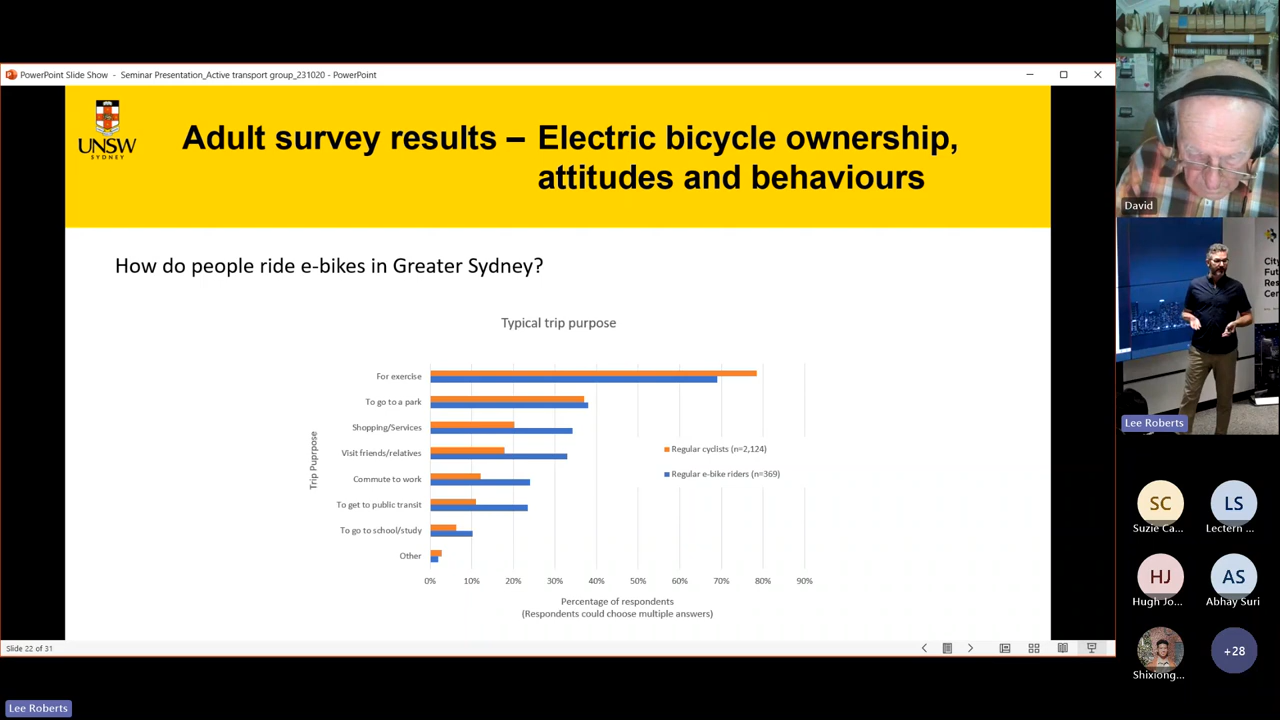 PowerPoint Slide Show - Seminar Presentation_Active transport group_231020 - PowerPoint
UNSW
SYDNEY
Adult survey results – Electric bicycle ownership,
attitudes and behaviours
How do people ride e-bikes in Greater Sydney?
Typical trip purpose
Trip Puprpose
For exercise
To go to a park
Shopping/Services
Visit friends/relatives
Commute to work
To get to public transit
To go to school/study
Other
Regular cyclists (n=2,124)
Regular e-bike riders (n=369)
0% 10% 20% 30% 40% 50% 60% 70% 80% 90%
Percentage of respondents
(Respondents could choose multiple answers)
Slide 22 of 31
Lee Roberts
David
Lee Roberts
SC
Suzie Ca...
LS
Lectern ...
HJ
Hugh Jo...
AS
Abhay Suri
Shixiong...
+28